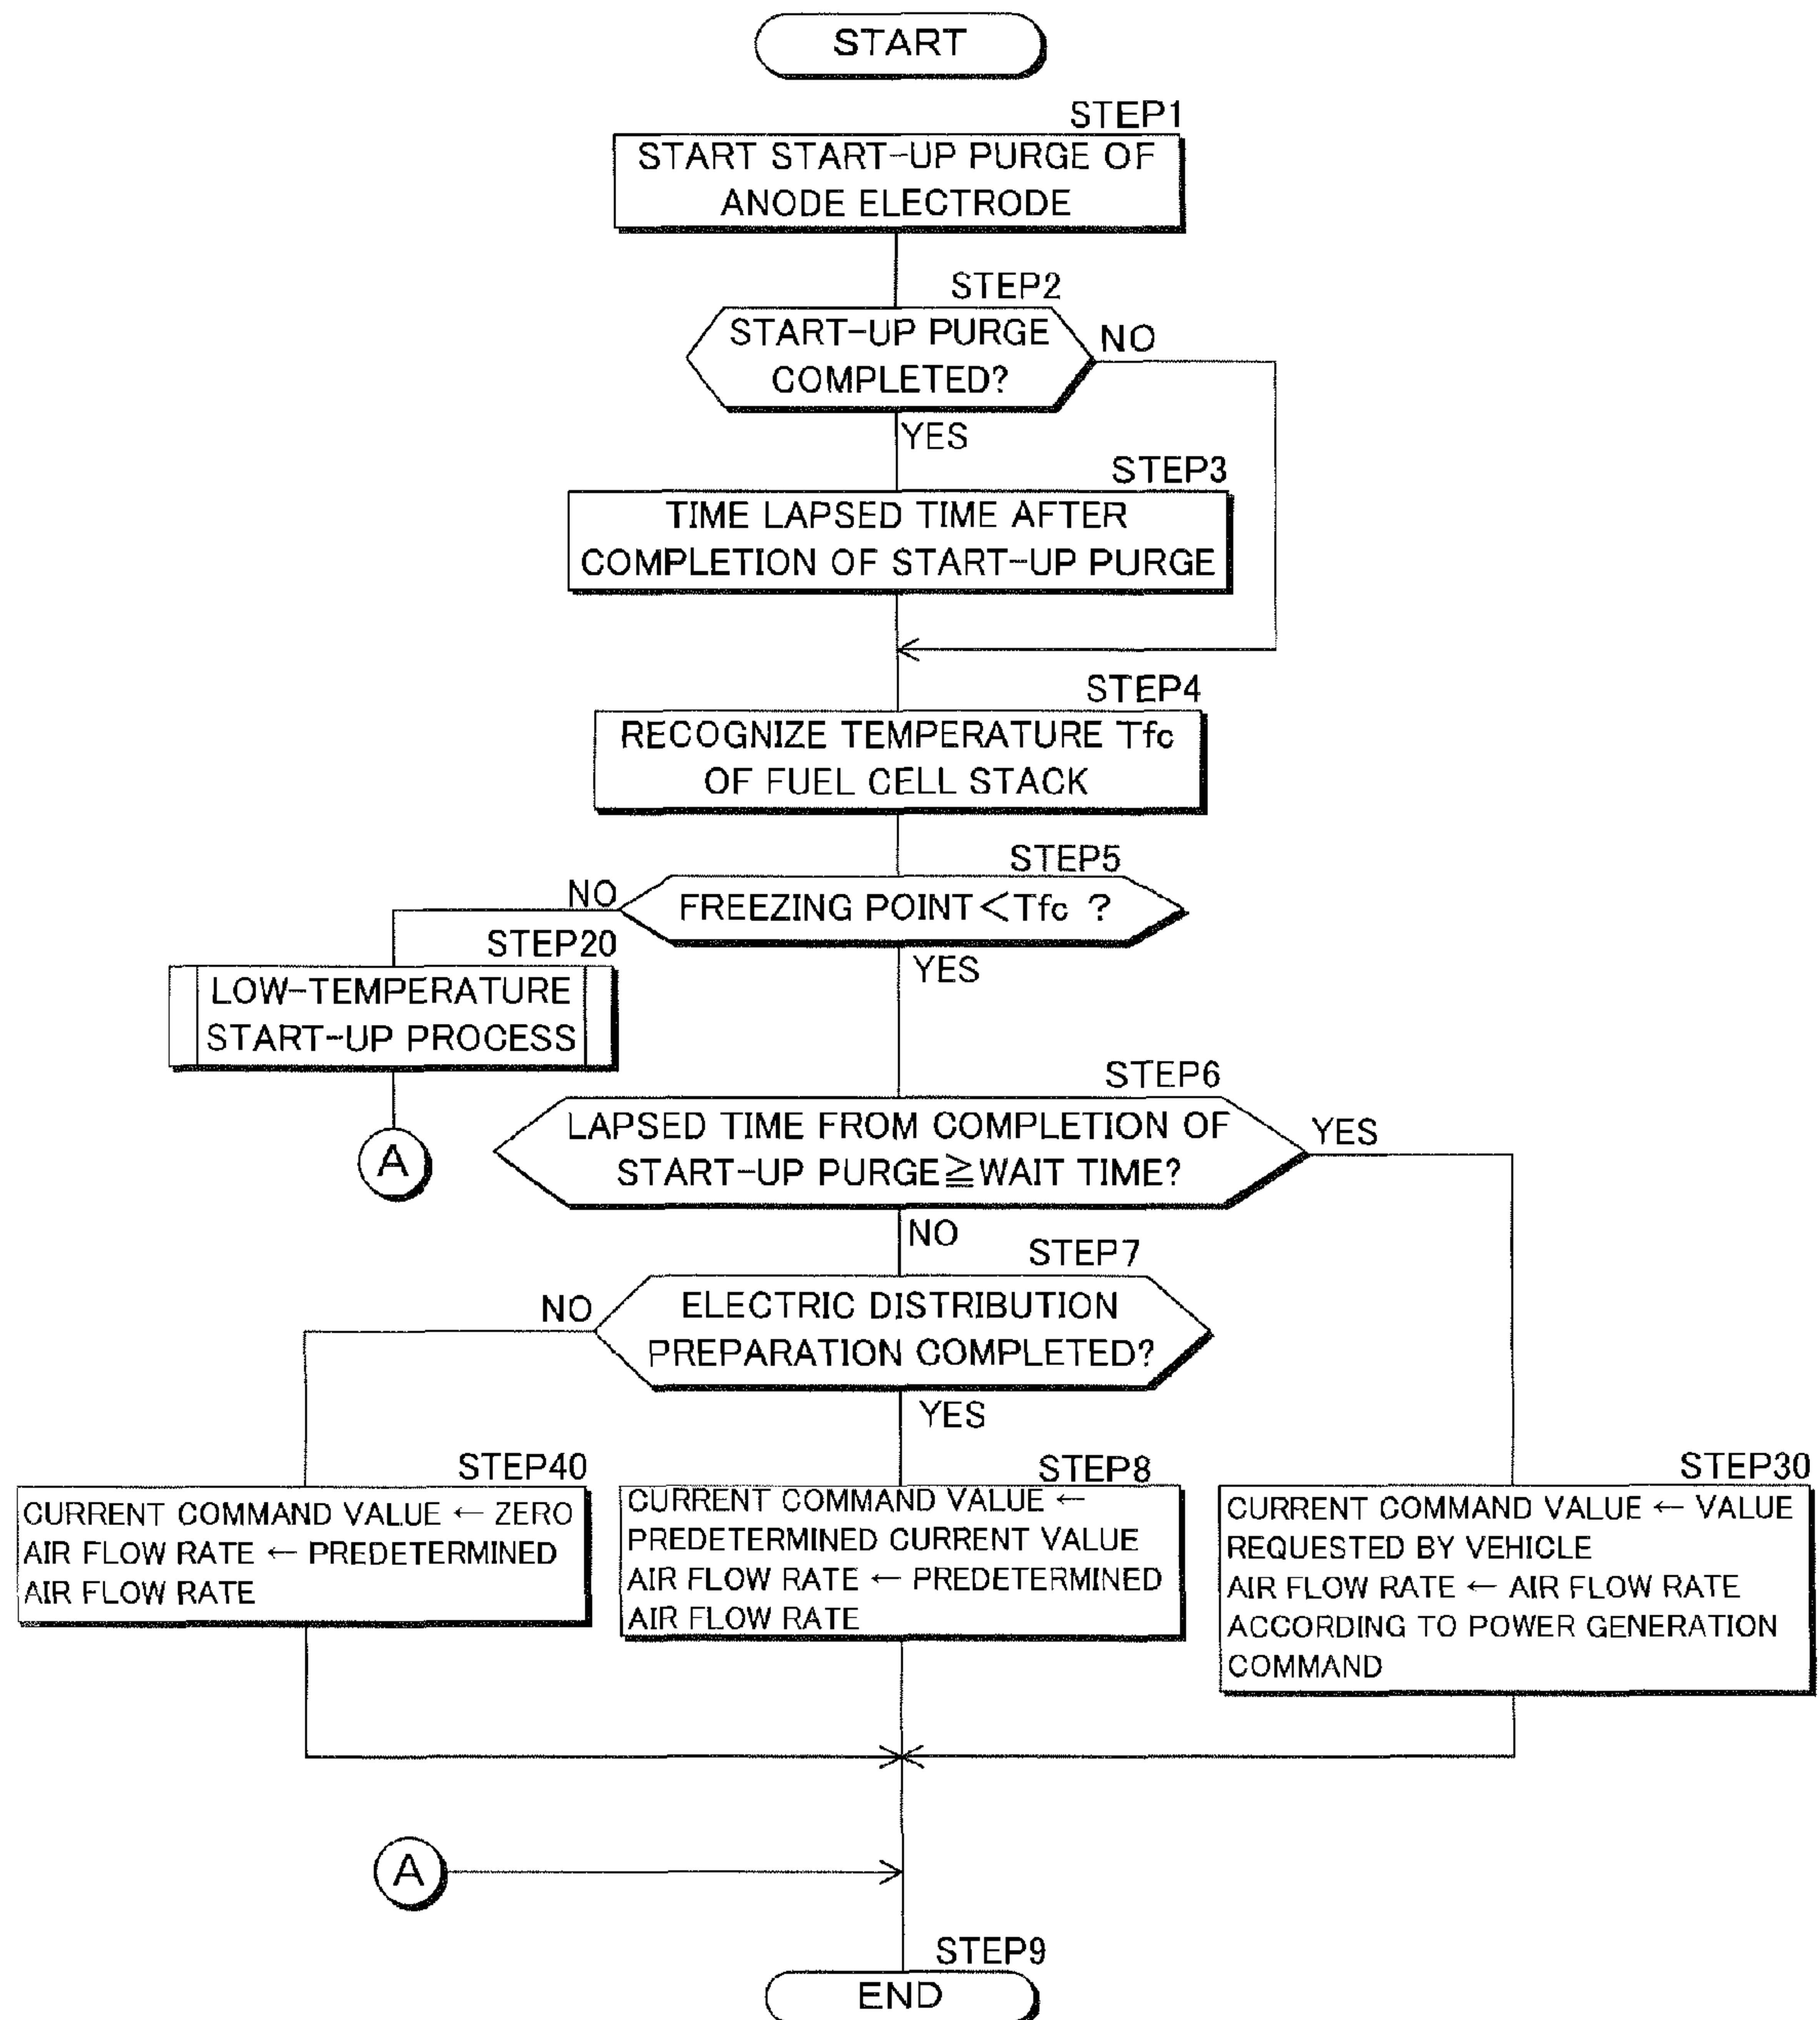 START
STEP1
START START-UP PURGE OF
ANODE ELECTRODE
STEP2
START-UP PURGE
COMPLETED?
NO
YES
STEP3
TIME LAPSED TIME AFTER
COMPLETION OF START-UP PURGE
STEP4
RECOGNIZE TEMPERATURE Tfc
OF FUEL CELL STACK
STEP5
NO
FREEZING POINT<Tfc ?
YES
STEP20
LOW-TEMPERATURE
START-UP PROCESS
A
STEP6
LAPSED TIME FROM COMPLETION OF
START-UP PURGE≧WAIT TIME?
YES
NO
STEP7
NO
ELECTRIC DISTRIBUTION
PREPARATION COMPLETED?
YES
STEP40
CURRENT COMMAND VALUE ← ZERO
AIR FLOW RATE ← PREDETERMINED
AIR FLOW RATE
STEP8
CURRENT COMMAND VALUE ←
PREDETERMINED CURRENT VALUE
AIR FLOW RATE ← PREDETERMINED
AIR FLOW RATE
STEP30
CURRENT COMMAND VALUE ← VALUE
REQUESTED BY VEHICLE
AIR FLOW RATE ← AIR FLOW RATE
ACCORDING TO POWER GENERATION
COMMAND
A
STEP9
END